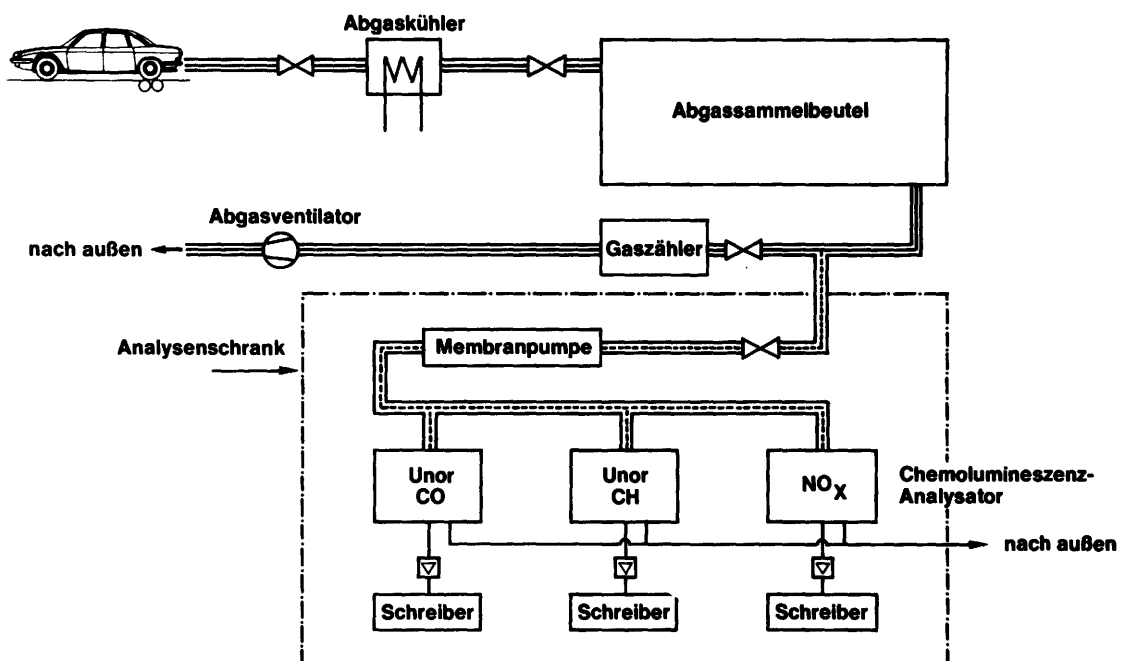 Abgaskühler
Abgassammelbeutel
Abgasventilator
nach außen
Gaszähler
Analysenschrank
Membranpumpe
Unor
CO
Unor
CH
NOX
Chemolumineszenz-
Analysator
nach außen
Schreiber
Schreiber
Schreiber